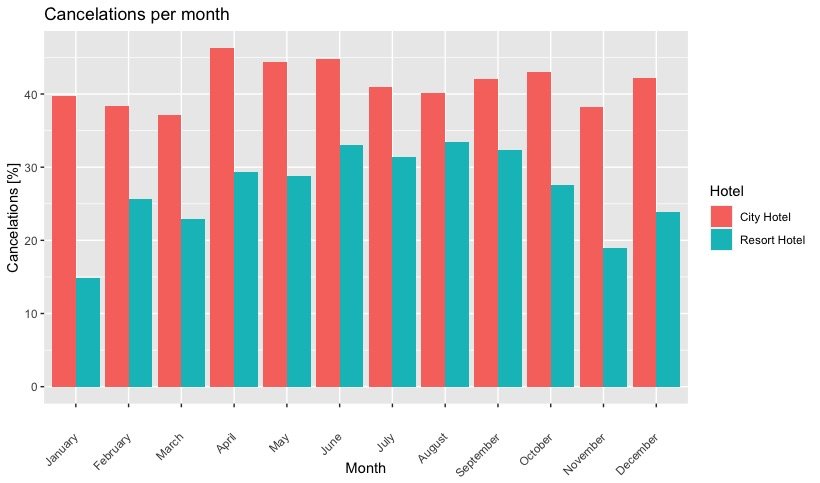 Cancelations per month
Cancelations [%]
40
30
20
10
0
January
February
March
April
May
June
July
August
September
October
November
December
Month
Hotel
City Hotel
Resort Hotel